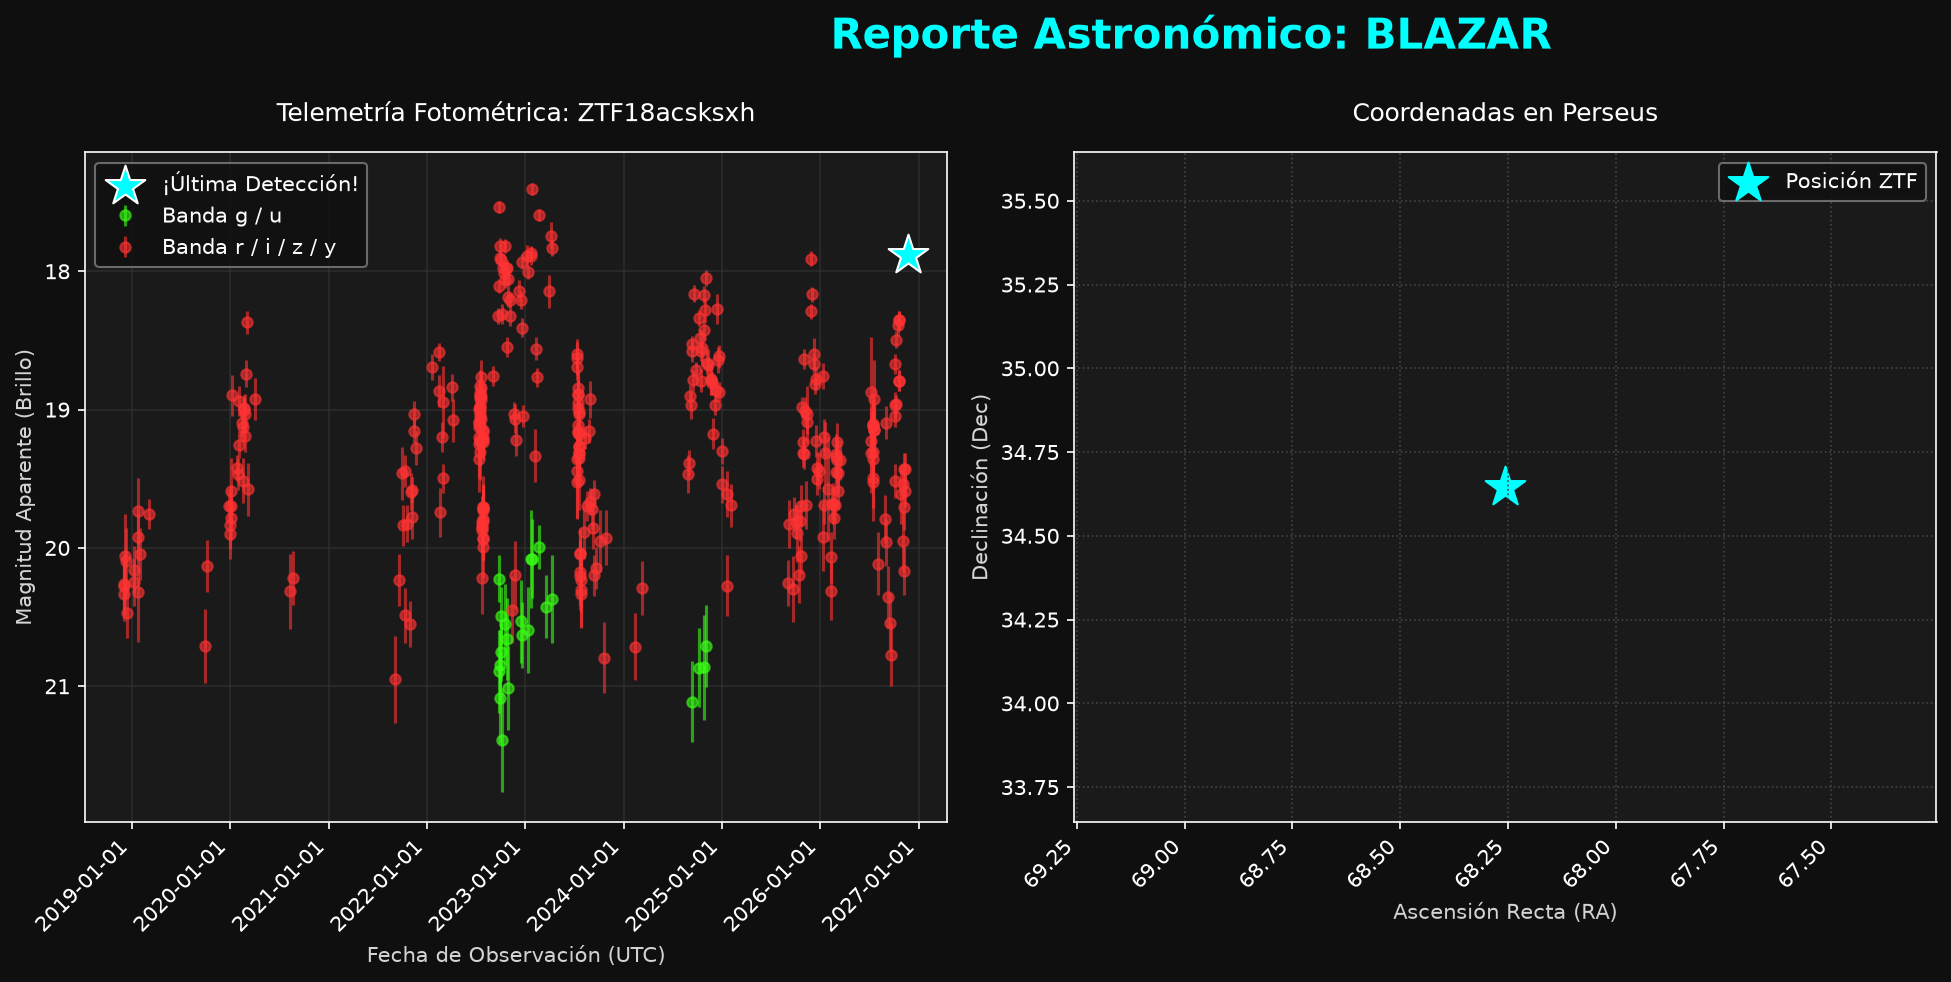 Reporte Astronómico: BLAZAR
Telemetría Fotométrica: ZTF18acsksxh
¡Última Detección!
Banda g / u
Banda r / i / z / y
Magnitud Aparente (Brillo)
18
19
20
21
2019-01-01
2020-01-01
2021-01-01
2022-01-01
2023-01-01
2024-01-01
2025-01-01
2026-01-01
2027-01-01
Fecha de Observación (UTC)
Coordenadas en Perseus
Posición ZTF
Declinación (Dec)
35.50
35.25
35.00
34.75
34.50
34.25
34.00
33.75
69.25
69.00
68.75
68.50
68.25
68.00
67.75
67.50
Ascensión Recta (RA)